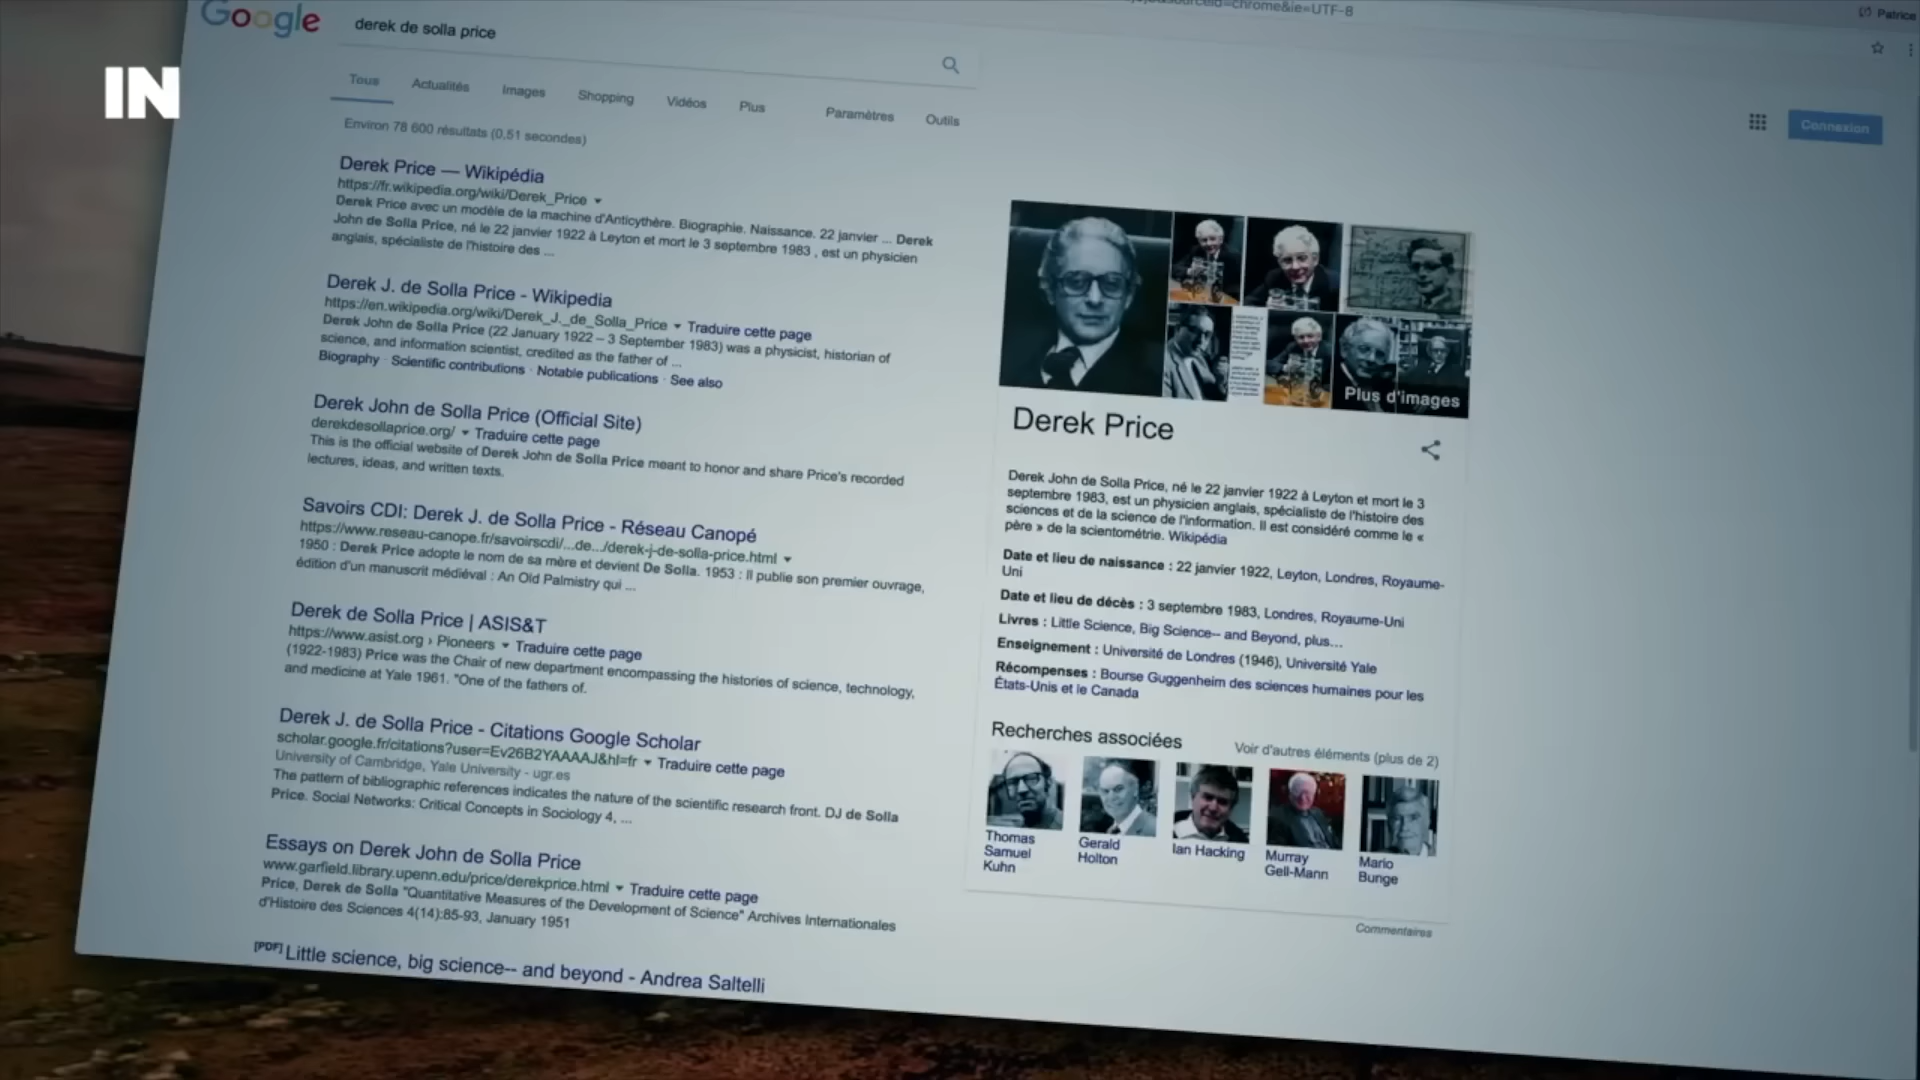 Google
derek de solla price
chrome&ie=UTF-8
Patrice
IN
Tous Actualités Images Shopping Vidéos Plus Paramètres Outils
Connexion
Environ 78 600 résultats (0,51 secondes)
Derek Price — Wikipédia
https://fr.wikipedia.org/wiki/Derek_Price
Derek Price avec un modèle de la machine d'Anticythère. Biographie. Naissance. 22 janvier ... Derek
John de Solla Price, né le 22 janvier 1922 à Leyton et mort le 3 septembre 1983 , est un physicien
anglais, spécialiste de l'histoire des ...
Derek J. de Solla Price - Wikipedia
https://en.wikipedia.org/wiki/Derek_J._de_Solla_Price Traduire cette page
Derek John de Solla Price (22 January 1922 – 3 September 1983) was a physicist, historian of
science, and information scientist, credited as the father of ...
Biography · Scientific contributions · Notable publications · See also
Derek John de Solla Price (Official Site)
derekdesollaprice.org/ Traduire cette page
This is the official website of Derek John de Solla Price meant to honor and share Price's recorded
lectures, ideas, and written texts.
Savoirs CDI: Derek J. de Solla Price - Réseau Canopé
https://www.reseau-canope.fr/savoirscdi/...de.../derek-j-de-solla-price.html
1950 : Derek Price adopte le nom de sa mère et devient De Solla. 1953 : Il publie son premier ouvrage,
édition d'un manuscrit médiéval : An Old Palmistry qui ...
Derek de Solla Price | ASIS&T
https://www.asist.org › Pioneers Traduire cette page
(1922-1983) Price was the Chair of new department encompassing the histories of science, technology,
and medicine at Yale 1961. "One of the fathers of.
Derek J. de Solla Price - Citations Google Scholar
scholar.google.fr/citations?user=Ev26B2YAAAAJ&hl=fr Traduire cette page
University of Cambridge, Yale University - ugr.es
The pattern of bibliographic references indicates the nature of the scientific research front. DJ de Solla
Price. Social Networks: Critical Concepts in Sociology 4, ...
Essays on Derek John de Solla Price
www.garfield.library.upenn.edu/price/derekprice.html Traduire cette page
Price, Derek de Solla "Quantitative Measures of the Development of Science" Archives Internationales
d'Histoire des Sciences 4(14):85-93, January 1951
[PDF] Little science, big science-- and beyond - Andrea Saltelli
Plus d'images
Derek Price
Derek John de Solla Price, né le 22 janvier 1922 à Leyton et mort le 3
septembre 1983, est un physicien anglais, spécialiste de l'histoire des
sciences et de la science de l'information. Il est considéré comme le «
père » de la scientométrie. Wikipédia
Date et lieu de naissance : 22 janvier 1922, Leyton, Londres, Royaume-
Uni
Date et lieu de décès : 3 septembre 1983, Londres, Royaume-Uni
Livres : Little Science, Big Science-- and Beyond, plus...
Enseignement : Université de Londres (1946), Université Yale
Récompenses : Bourse Guggenheim des sciences humaines pour les
États-Unis et le Canada
Recherches associées
Voir d'autres éléments (plus de 2)
Thomas
Samuel
Kuhn
Gerald
Holton
Ian Hacking
Murray
Gell-Mann
Mario
Bunge
Commentaires